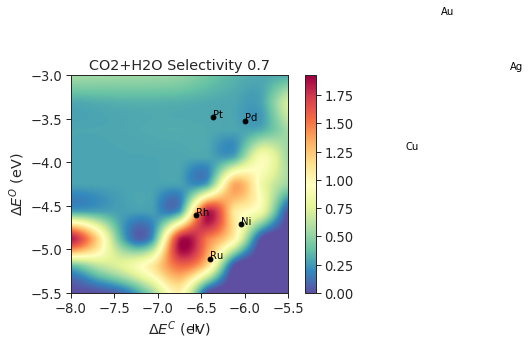 Au
CO2+H2O Selectivity 0.7
Ag
−3.0
−3.5
−4.0
−4.5
−5.0
−5.5
ΔE^O (eV)
Pt
Pd
Cu
Rh
Ni
Ru
1.75
1.50
1.25
1.00
0.75
0.50
0.25
0.00
−8.0 −7.5 −7.0 −6.5 −6.0 −5.5
ΔE^C (eV)
Ir